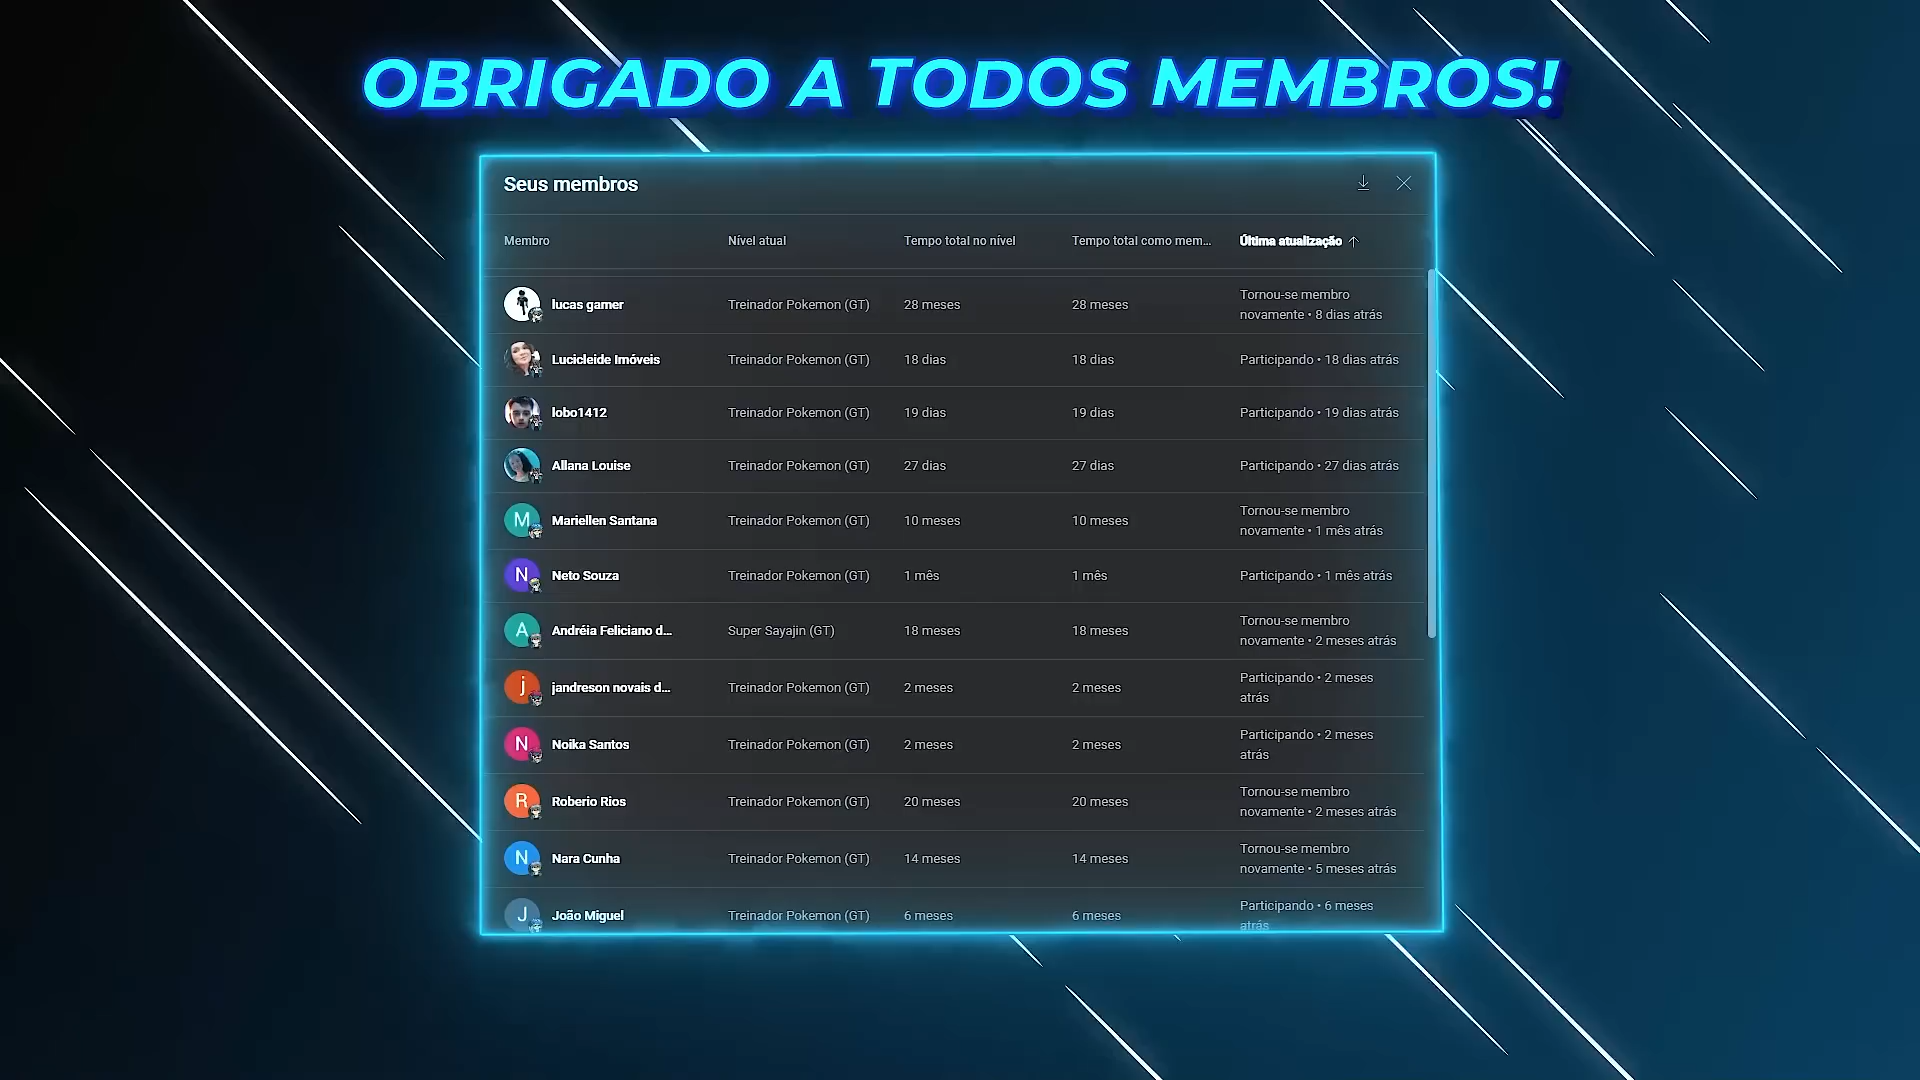 OBRIGADO A TODOS MEMBROS!
Seus membros
Membro Nível atual Tempo total no nível Tempo total como mem... Última atualização
lucas gamer Treinador Pokemon (GT) 28 meses 28 meses Tornou-se membro
novamente • 8 dias atrás
Lucicleide Imóveis Treinador Pokemon (GT) 18 dias 18 dias Participando • 18 dias atrás
lobo1412 Treinador Pokemon (GT) 19 dias 19 dias Participando • 19 dias atrás
Allana Louise Treinador Pokemon (GT) 27 dias 27 dias Participando • 27 dias atrás
M Mariellen Santana Treinador Pokemon (GT) 10 meses 10 meses Tornou-se membro
novamente • 1 mês atrás
N Neto Souza Treinador Pokemon (GT) 1 mês 1 mês Participando • 1 mês atrás
A Andréia Feliciano d... Super Sayajin (GT) 18 meses 18 meses Tornou-se membro
novamente • 2 meses atrás
j jandreson novais d... Treinador Pokemon (GT) 2 meses 2 meses Participando • 2 meses
atrás
N Noika Santos Treinador Pokemon (GT) 2 meses 2 meses Participando • 2 meses
atrás
R Roberio Rios Treinador Pokemon (GT) 20 meses 20 meses Tornou-se membro
novamente • 2 meses atrás
N Nara Cunha Treinador Pokemon (GT) 14 meses 14 meses Tornou-se membro
novamente • 5 meses atrás
J João Miguel Treinador Pokemon (GT) 6 meses 6 meses Participando • 6 meses
atrás